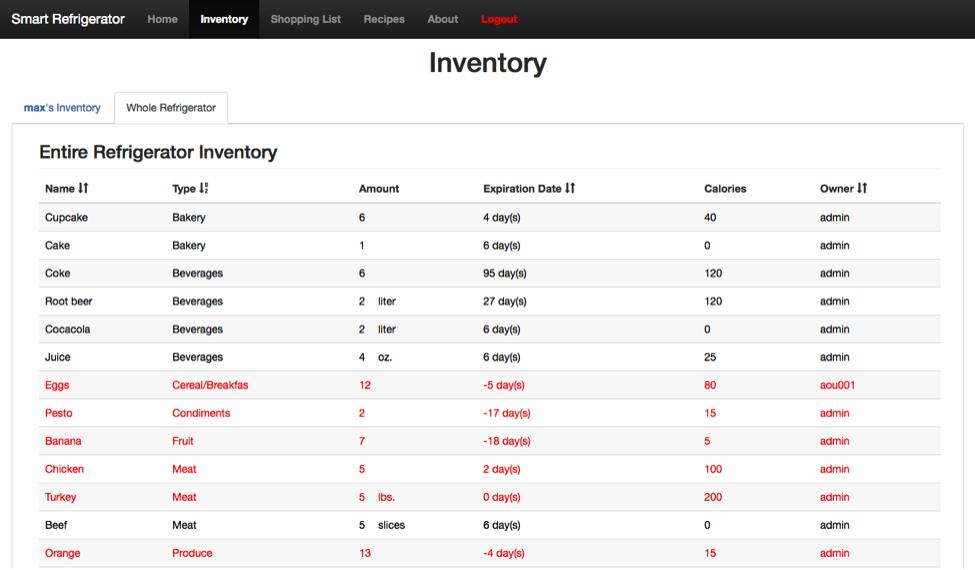 Smart Refrigerator Home Inventory Shopping List Recipes About Logout
Inventory
max's Inventory Whole Refrigerator
Entire Refrigerator Inventory
Name Type Amount Expiration Date Calories Owner
Cupcake Bakery 6 4 day(s) 40 admin
Cake Bakery 1 6 day(s) 0 admin
Coke Beverages 6 95 day(s) 120 admin
Root beer Beverages 2 liter 27 day(s) 120 admin
Cocacola Beverages 2 liter 6 day(s) 0 admin
Juice Beverages 4 oz. 6 day(s) 25 admin
Eggs Cereal/Breakfas 12 -5 day(s) 80 aou001
Pesto Condiments 2 -17 day(s) 15 admin
Banana Fruit 7 -18 day(s) 5 admin
Chicken Meat 5 2 day(s) 100 admin
Turkey Meat 5 lbs. 0 day(s) 200 admin
Beef Meat 5 slices 6 day(s) 0 admin
Orange Produce 13 -4 day(s) 15 admin